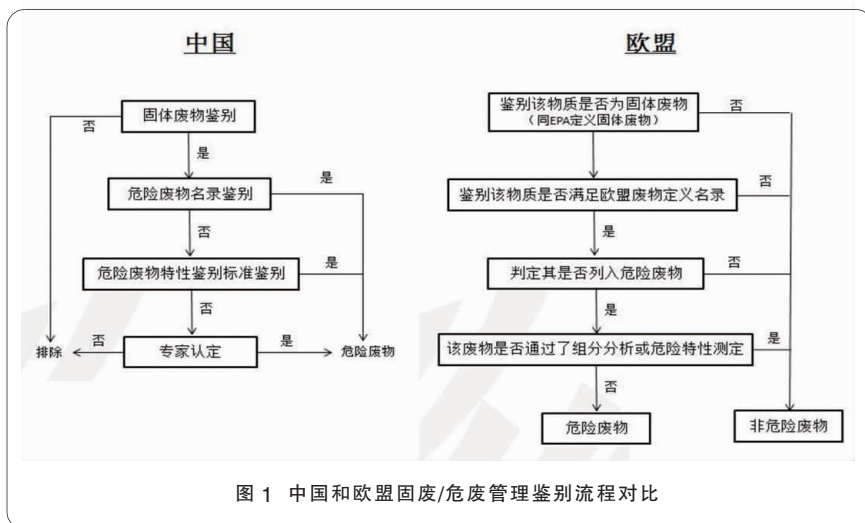 中国
固体废物鉴别
否
是
危险废物名录鉴别
是
否
危险废物特性鉴别标准鉴别
是
否
排除
否
专家认定
是
危险废物
欧盟
鉴别该物质是否为固体废物
（同EPA定义固体废物）
否
鉴别该物质是否满足欧盟废物定义名录
否
是
判定其是否列入危险废物
否
是
该废物是否通过了组分分析或危险特性测定
是
否
危险废物
非危险废物
图 1 中国和欧盟固废/危废管理鉴别流程对比